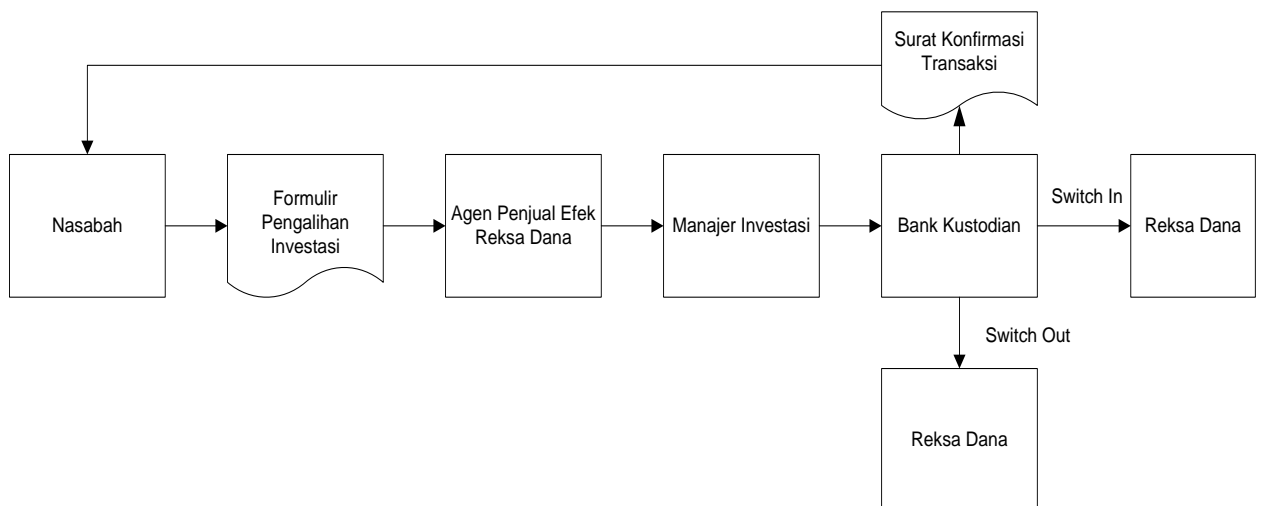 Surat Konfirmasi
Transaksi
Nasabah
Formulir
Pengalihan
Investasi
Agen Penjual Efek
Reksa Dana
Manajer Investasi
Bank Kustodian
Switch In
Reksa Dana
Switch Out
Reksa Dana